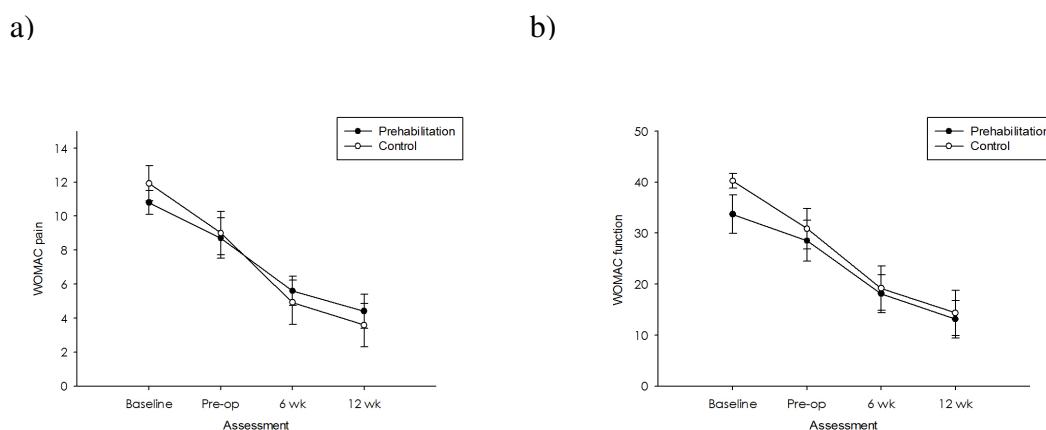 a)
Prehabilitation
Control
14
12
10
8
6
4
2
0
WOMAC pain
Baseline Pre-op 6 wk 12 wk
Assessment
b)
Prehabilitation
Control
50
40
30
20
10
0
WOMAC function
Baseline Pre-op 6 wk 12 wk
Assessment